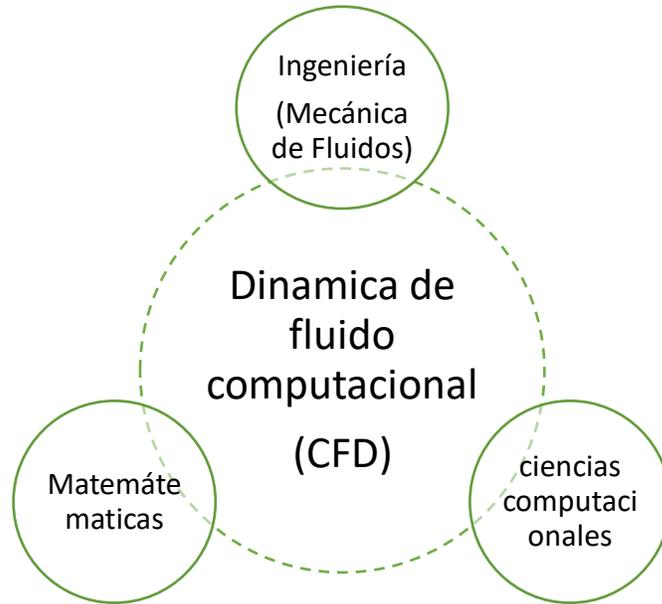 Ingeniería
(Mecánica
de Fluidos)
Dinamica de
fluido
computacional
(CFD)
Matemáte
maticas
ciencias
computaci
onales